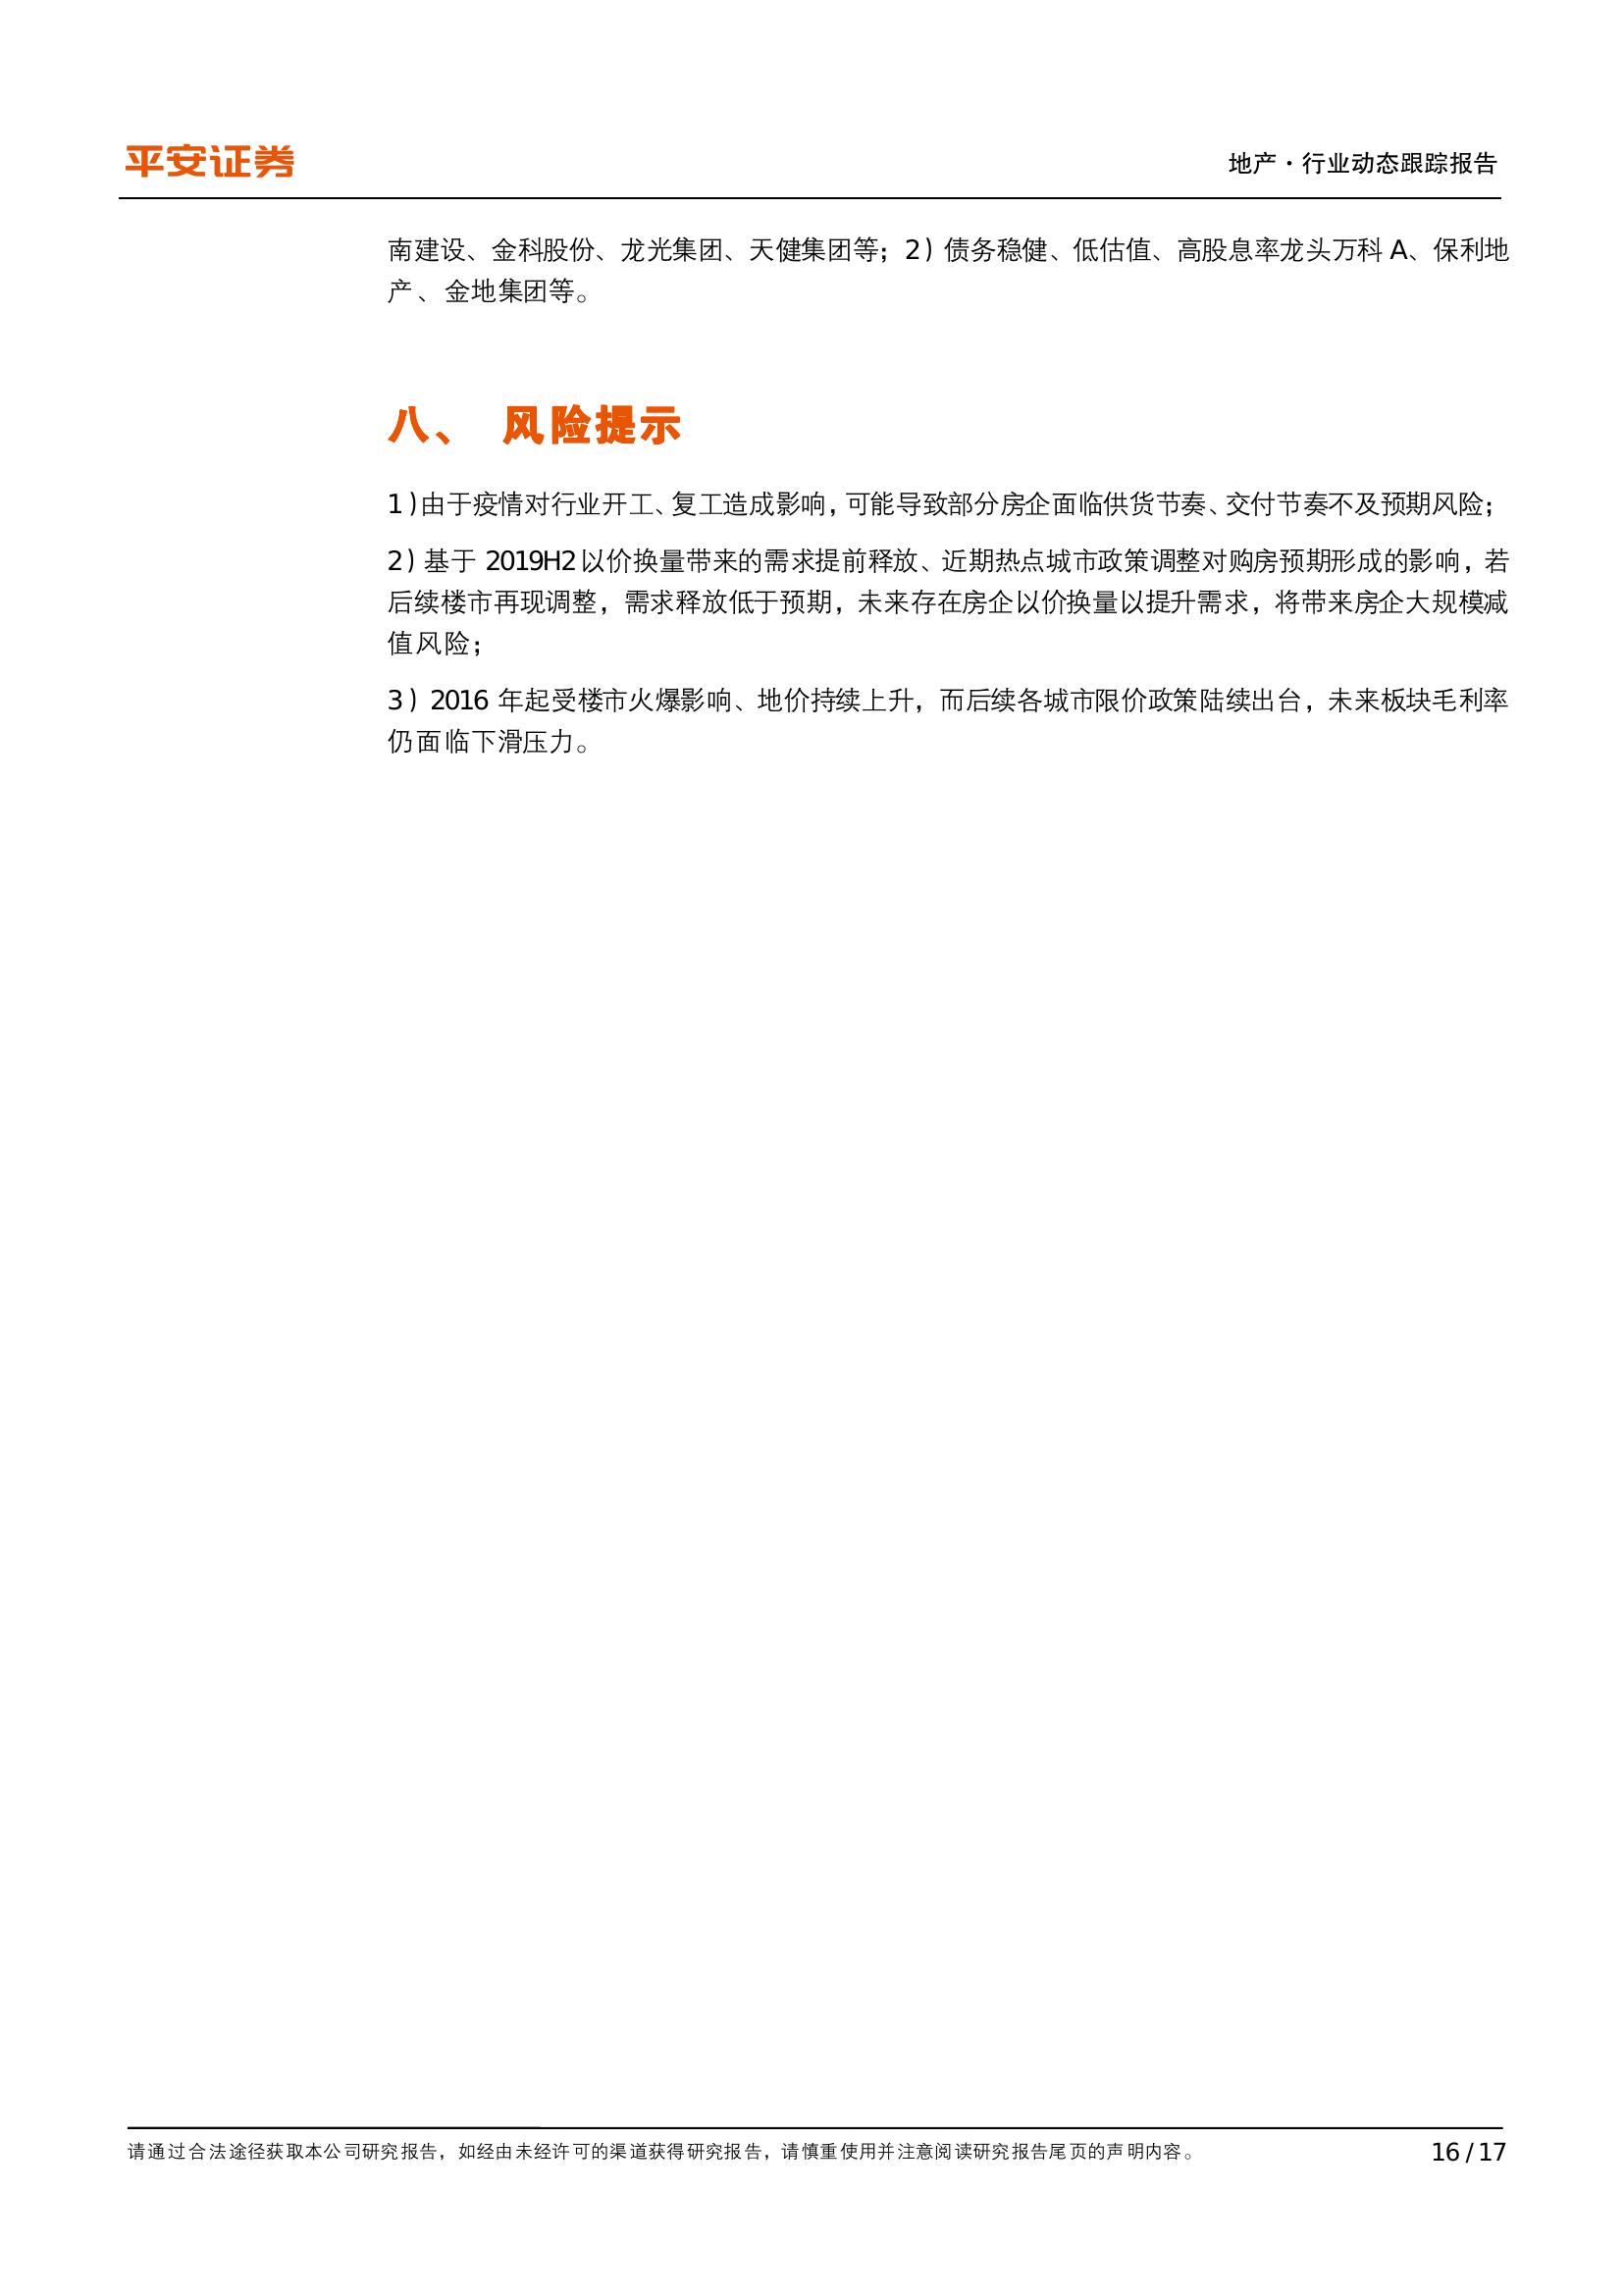 平安证券
地产·行业动态跟踪报告
南建设、金科股份、龙光集团、天健集团等；2）债务稳健、低估值、高股息率龙头万科 A、保利地
产、金地集团等。
八、 风险提示
1）由于疫情对行业开工、复工造成影响，可能导致部分房企面临供货节奏、交付节奏不及预期风险；
2）基于 2019H2 以价换量带来的需求提前释放、近期热点城市政策调整对购房预期形成的影响，若
后续楼市再现调整，需求释放低于预期，未来存在房企以价换量以提升需求，将带来房企大规模减
值风险；
3）2016 年起受楼市火爆影响、地价持续上升，而后续各城市限价政策陆续出台，未来板块毛利率
仍面临下滑压力。
请通过合法途径获取本公司研究报告，如经由未经许可的渠道获得研究报告，请慎重使用并注意阅读研究报告尾页的声明内容。
16 / 17